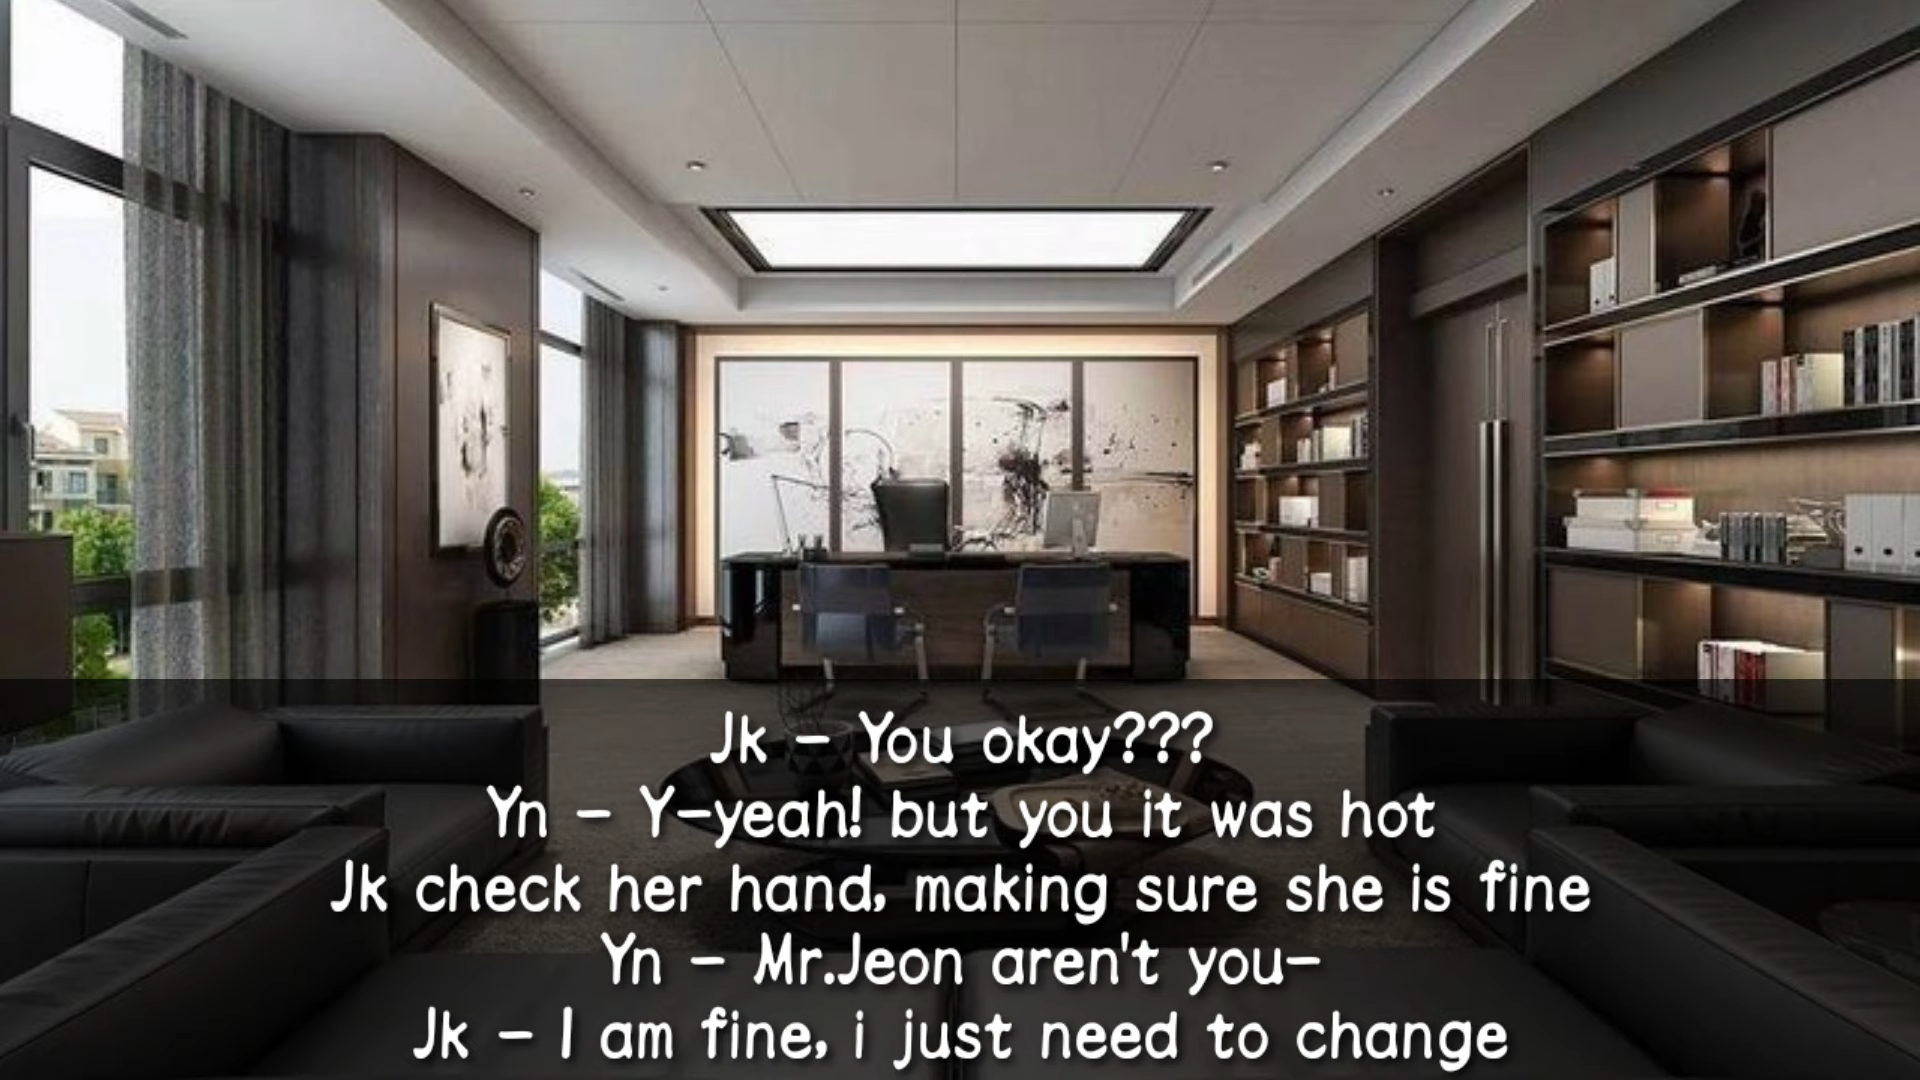 Jk - You okay???
Yn - Y-yeah! but you it was hot
Jk check her hand, making sure she is fine
Yn - Mr.Jeon aren't you-
Jk - I am fine, i just need to change